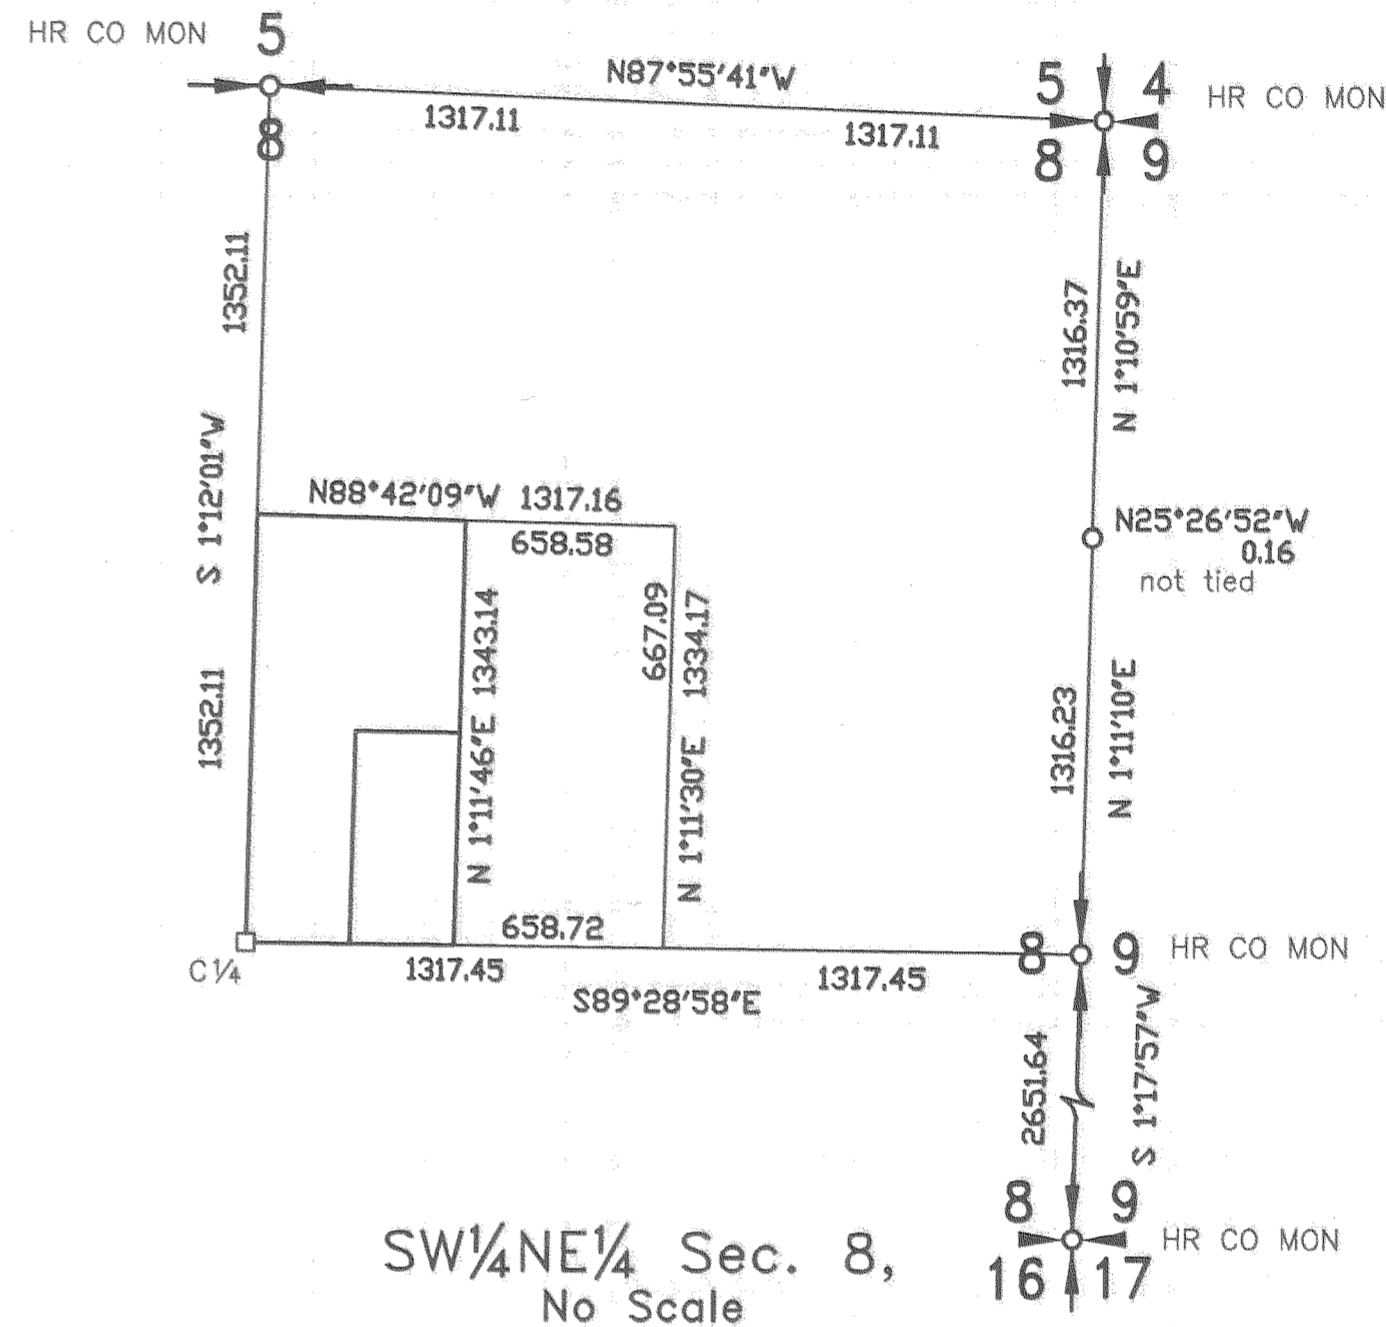 HR CO MON
5
N87°55'41"W
5
4
HR CO MON
1317.11
1317.11
8
8
9
1352.11
1316.37
N 1°10'59"E
S 1°12'01"W
N88°42'09"W 1317.16
658.58
N25°26'52"W
0.16
not tied
667.09
1352.11
N 1°11'46"E 1343.14
N 1°11'30"E 1334.17
1316.23
N 1°11'10"E
658.72
C1/4
1317.45
1317.45
8
9
HR CO MON
S89°28'58"E
2651.64
S 1°17'57"W
8
9
HR CO MON
16
17
SW1/4NE1/4 Sec. 8,
No Scale